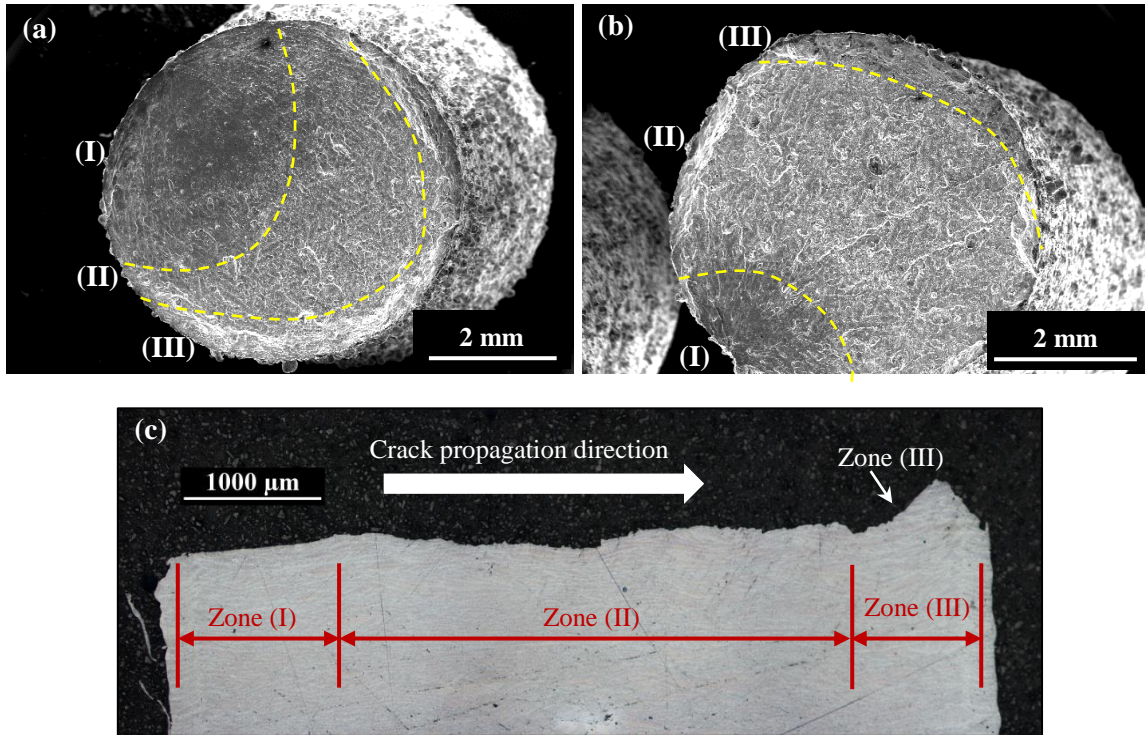 (a)
(I)
(II)
(III)
2 mm
(b)
(III)
(II)
(I)
2 mm
(c)
Crack propagation direction
1000 µm
Zone (III)
Zone (I)
Zone (II)
Zone (III)